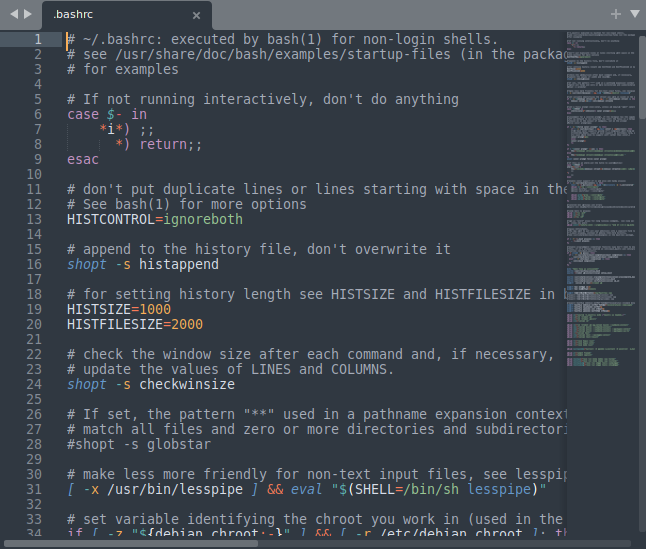 .bashrc
1 # ~/.bashrc: executed by bash(1) for non-login shells.
2 # see /usr/share/doc/bash/examples/startup-files (in the packa
3 # for examples
4
5 # If not running interactively, don't do anything
6 case $- in
7     *i*) ;;
8       *) return;;
9 esac
10
11 # don't put duplicate lines or lines starting with space in the
12 # See bash(1) for more options
13 HISTCONTROL=ignoreboth
14
15 # append to the history file, don't overwrite it
16 shopt -s histappend
17
18 # for setting history length see HISTSIZE and HISTFILESIZE in b
19 HISTSIZE=1000
20 HISTFILESIZE=2000
21
22 # check the window size after each command and, if necessary,
23 # update the values of LINES and COLUMNS.
24 shopt -s checkwinsize
25
26 # If set, the pattern "**" used in a pathname expansion context
27 # match all files and zero or more directories and subdirectori
28 #shopt -s globstar
29
30 # make less more friendly for non-text input files, see lesspip
31 [ -x /usr/bin/lesspipe ] && eval "$(SHELL=/bin/sh lesspipe)"
32
33 # set variable identifying the chroot you work in (used in the
34 if [ -z "${debian_chroot:-}" ] && [ -r /etc/debian_chroot ]; th